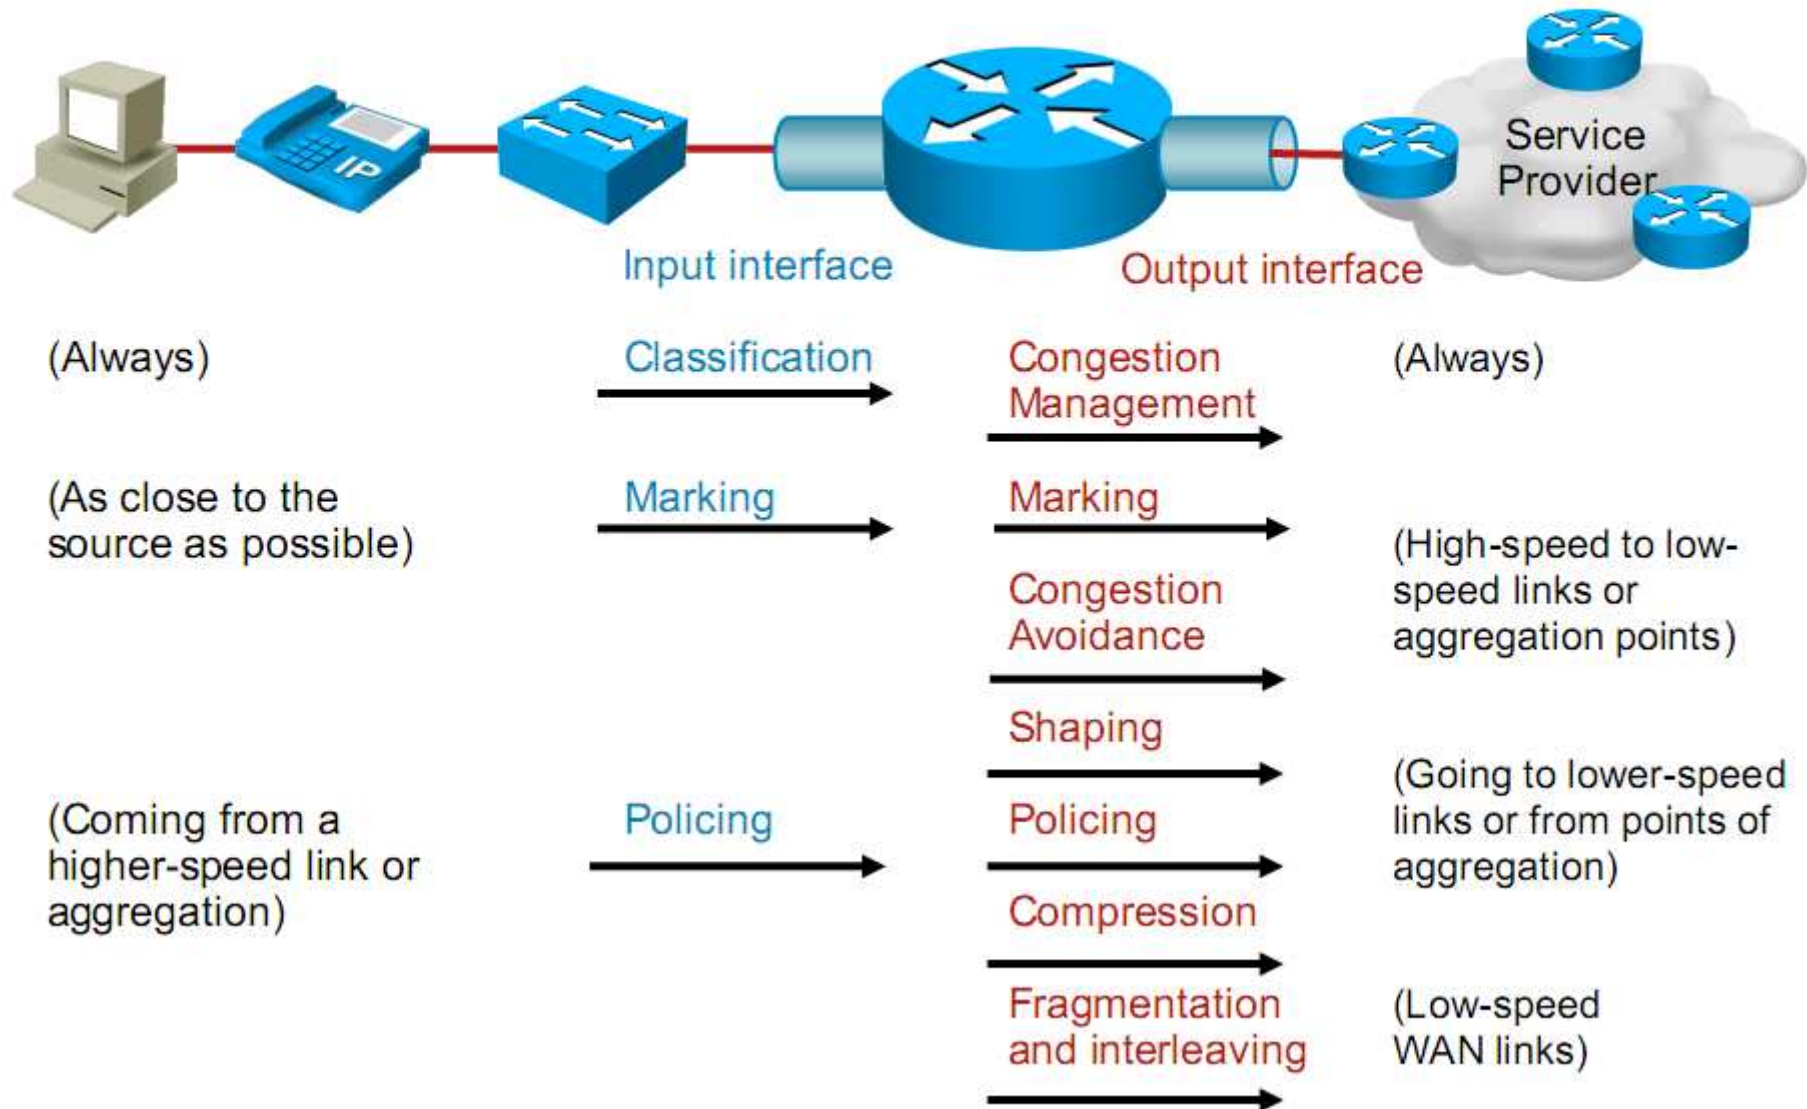 IP
Service
Provider
Input interface
Output interface
(Always)
Classification
Congestion
Management
(Always)
(As close to the
source as possible)
Marking
Marking
(High-speed to low-
speed links or
aggregation points)
Congestion
Avoidance
Shaping
(Coming from a
higher-speed link or
aggregation)
Policing
Policing
(Going to lower-speed
links or from points of
aggregation)
Compression
Fragmentation
and interleaving
(Low-speed
WAN links)